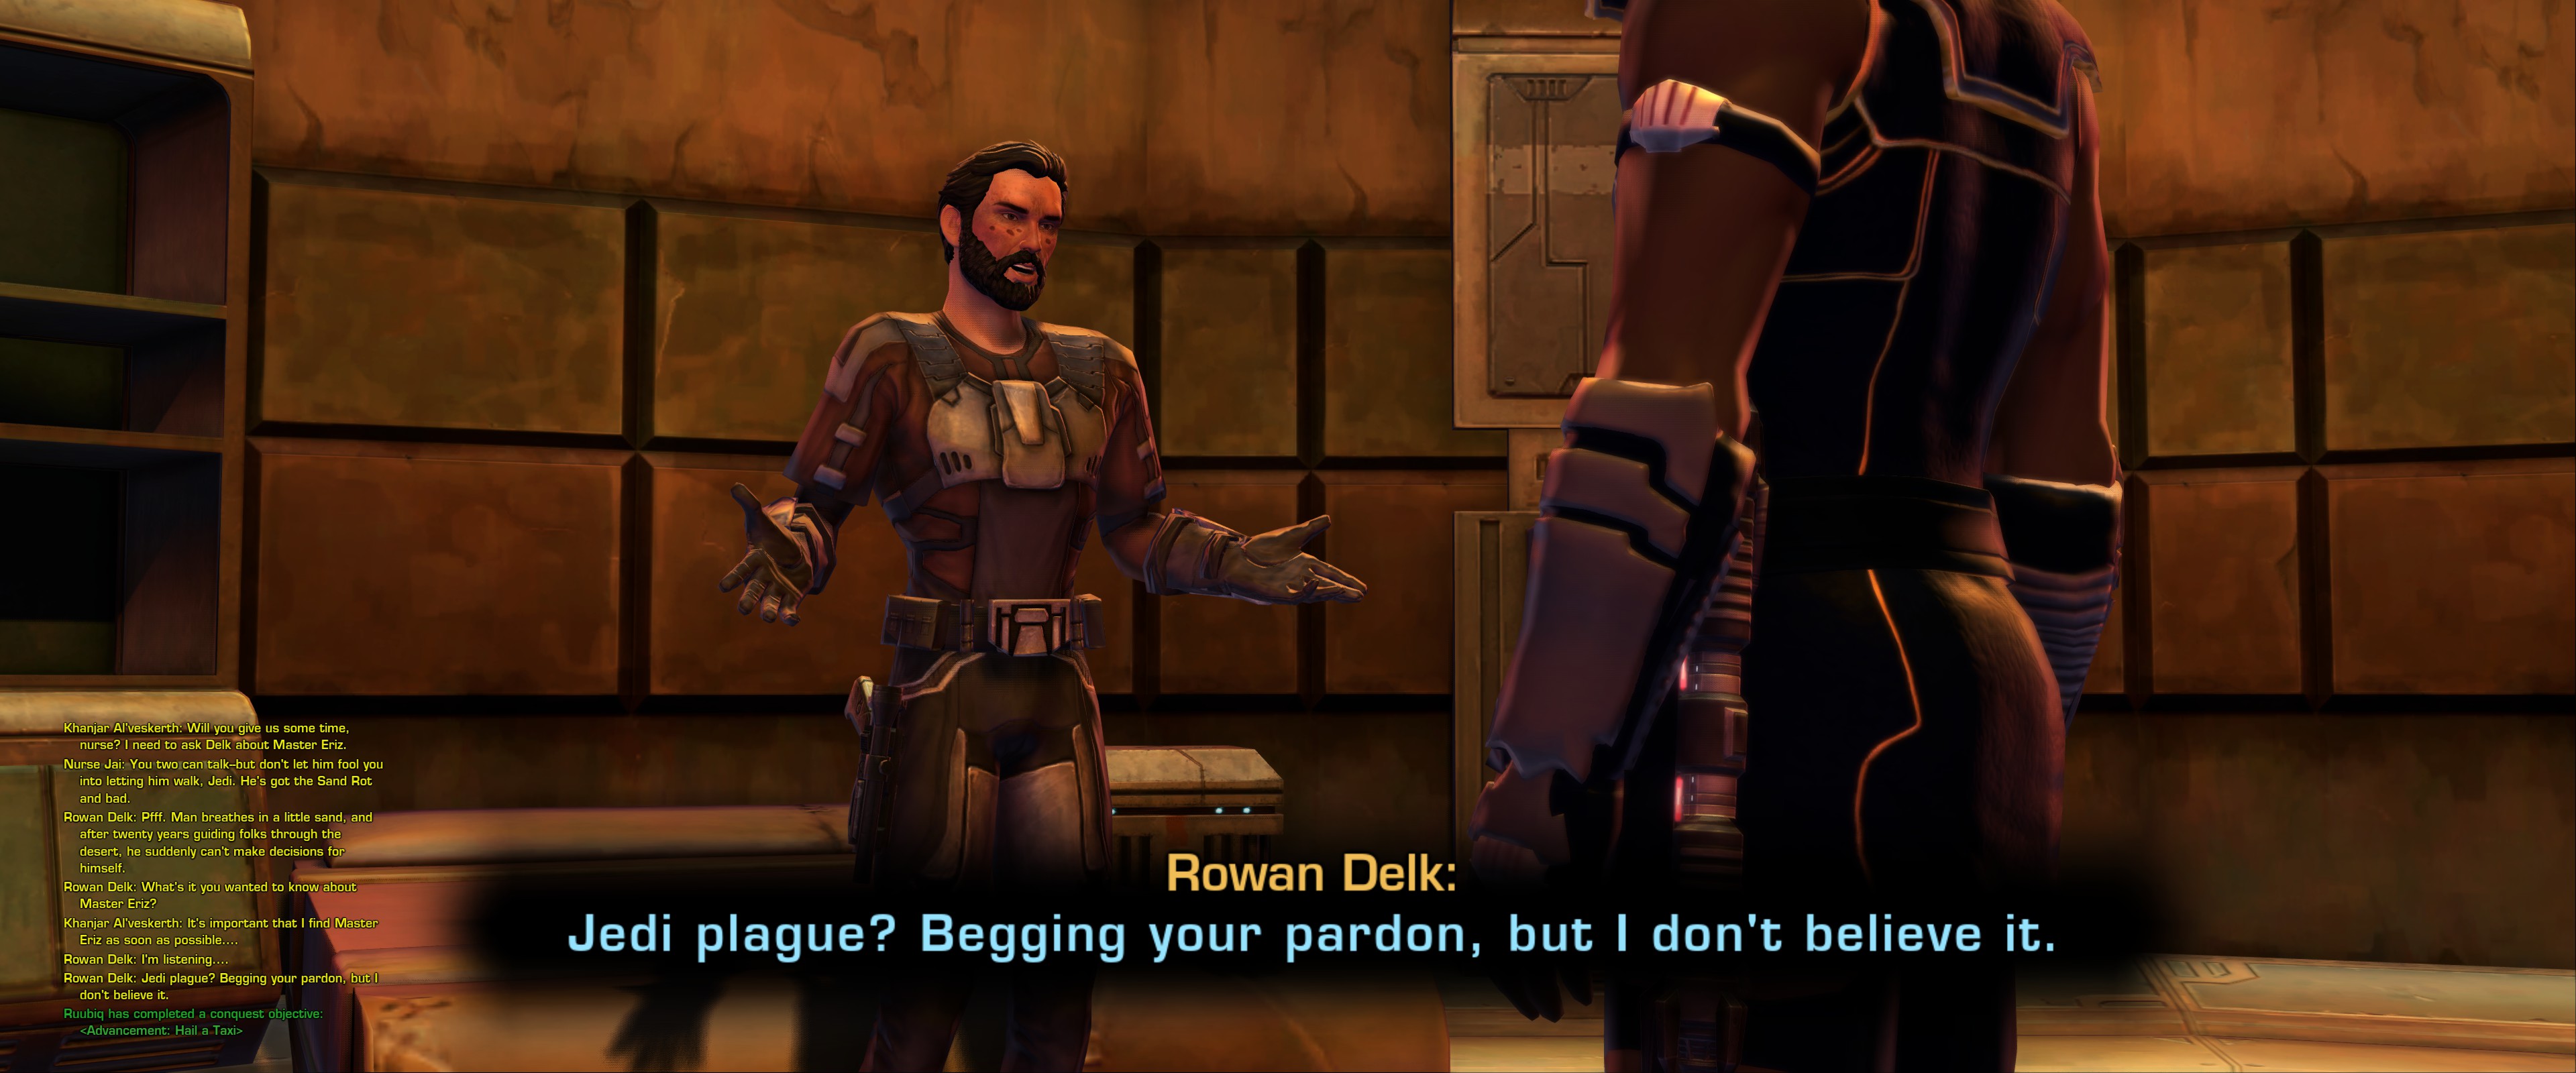 Khanjar Al'veskerth: Will you give us some time,
nurse? I need to ask Delk about Master Eriz.
Nurse Jai: You two can talk–but don't let him fool you
into letting him walk, Jedi. He's got the Sand Rot
and bad.
Rowan Delk: Pfff. Man breathes in a little sand, and
after twenty years guiding folks through the
desert, he suddenly can't make decisions for
himself.
Rowan Delk: What's it you wanted to know about
Master Eriz?
Khanjar Al'veskerth: It's important that I find Master
Eriz as soon as possible....
Rowan Delk: I'm listening....
Rowan Delk: Jedi plague? Begging your pardon, but I
don't believe it.
Ruubiq has completed a conquest objective:
<Advancement: Hail a Taxi>
Rowan Delk:
Jedi plague? Begging your pardon, but I don't believe it.